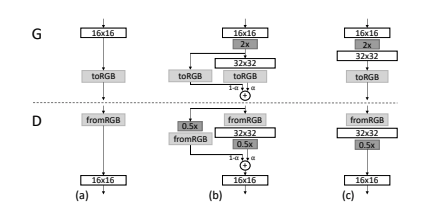 G
16x16
toRGB
16x16
2x
32x32
toRGB
toRGB
1-α
α
+
16x16
2x
32x32
toRGB
D
fromRGB
16x16
(a)
0.5x
fromRGB
fromRGB
32x32
0.5x
1-α
α
+
16x16
(b)
fromRGB
32x32
0.5x
16x16
(c)